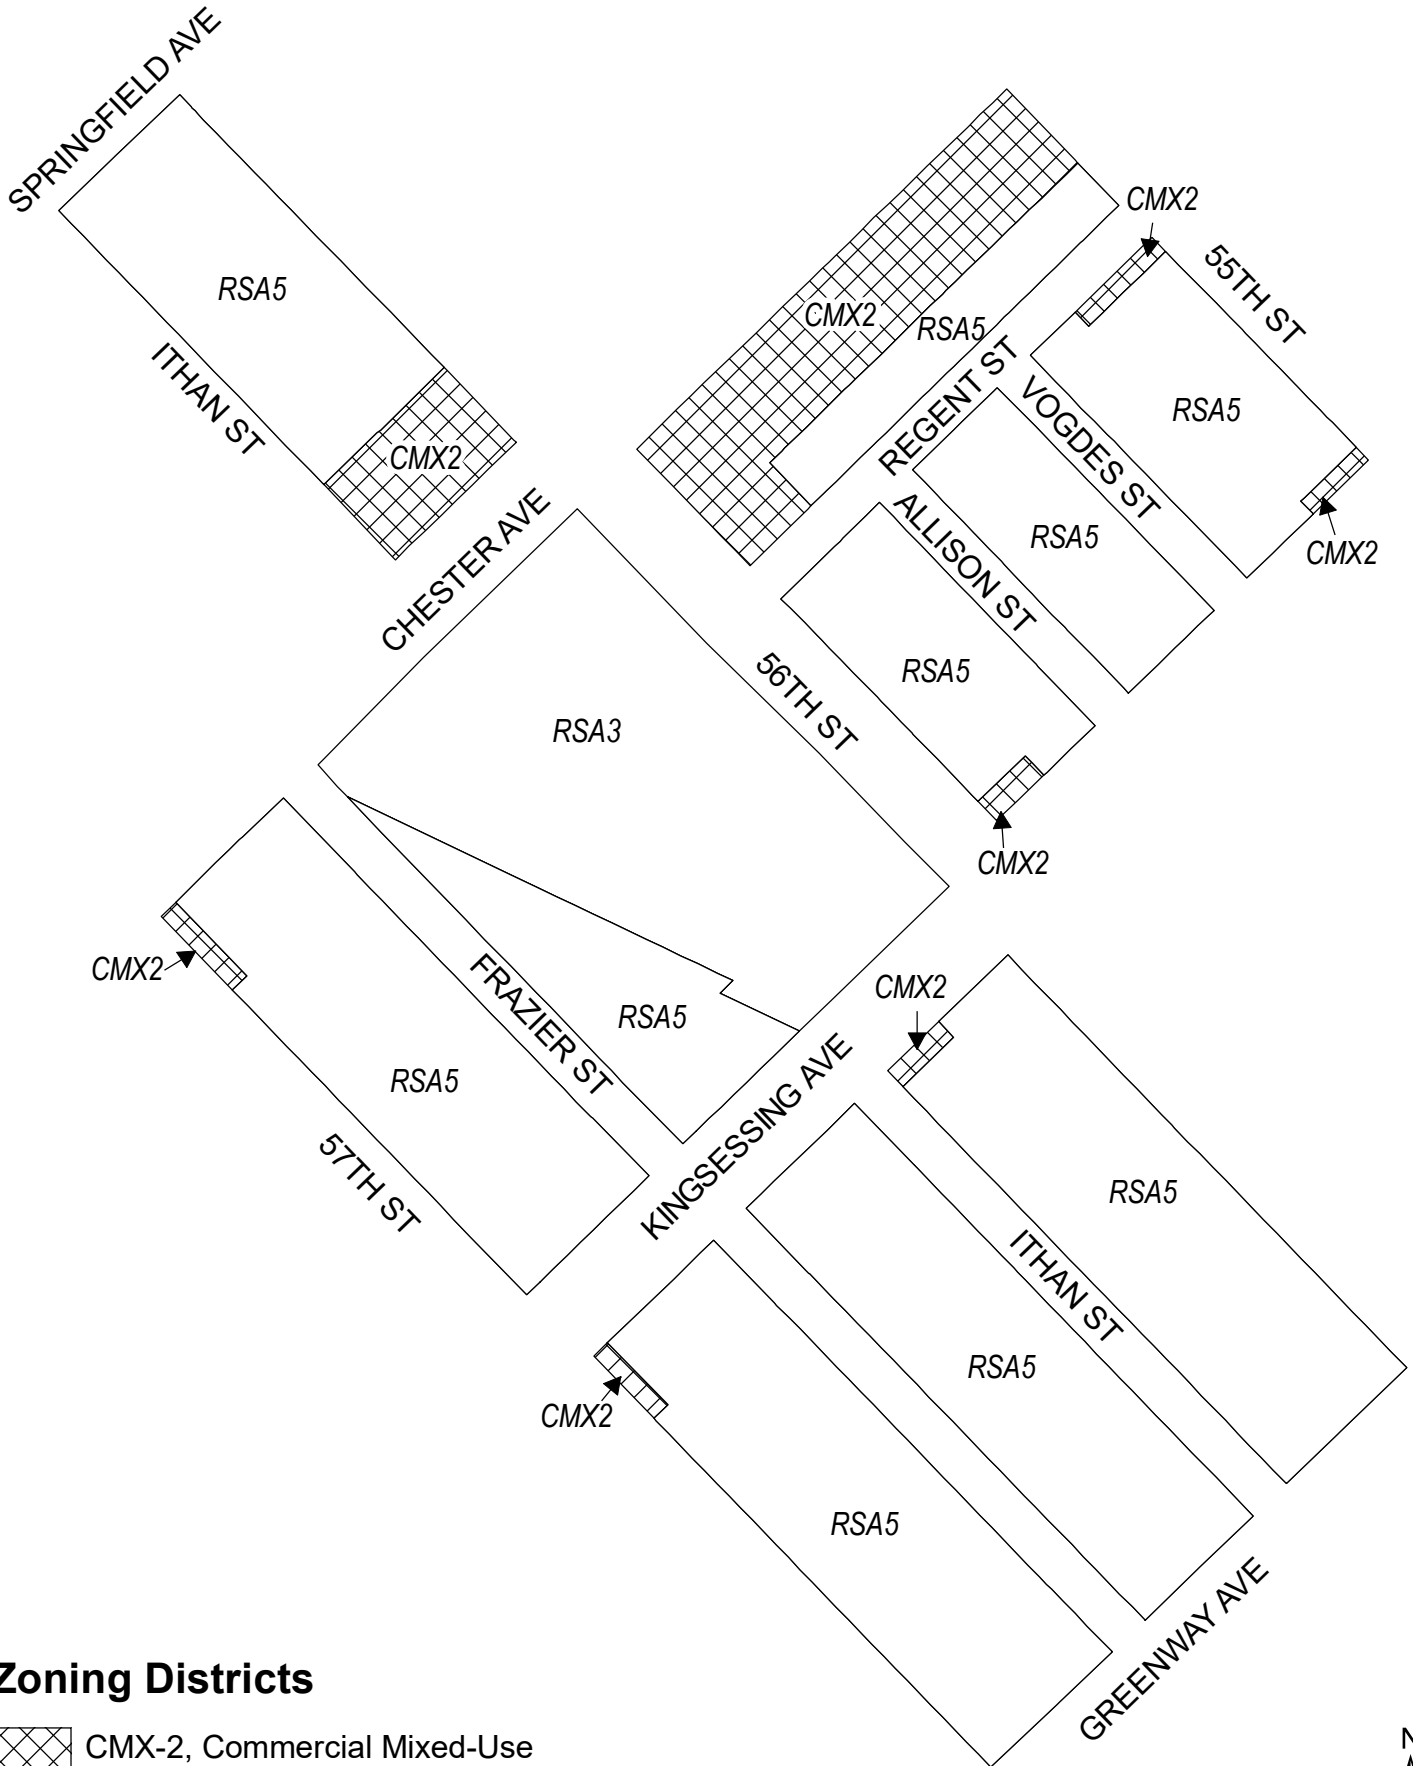 SPRINGFIELD AVE
RSA5
ITHAN ST
CMX2
CHESTER AVE
CMX2
RSA5
REGENT ST
CMX2
55TH ST
VOGDES ST
RSA5
CMX2
RSA5
ALLISON ST
RSA5
56TH ST
CMX2
RSA3
CMX2
FRAZIER ST
RSA5
RSA5
57TH ST
KINGSESSING AVE
CMX2
RSA5
ITHAN ST
RSA5
CMX2
RSA5
GREENWAY AVE
Zoning Districts
CMX-2, Commercial Mixed-Use
N